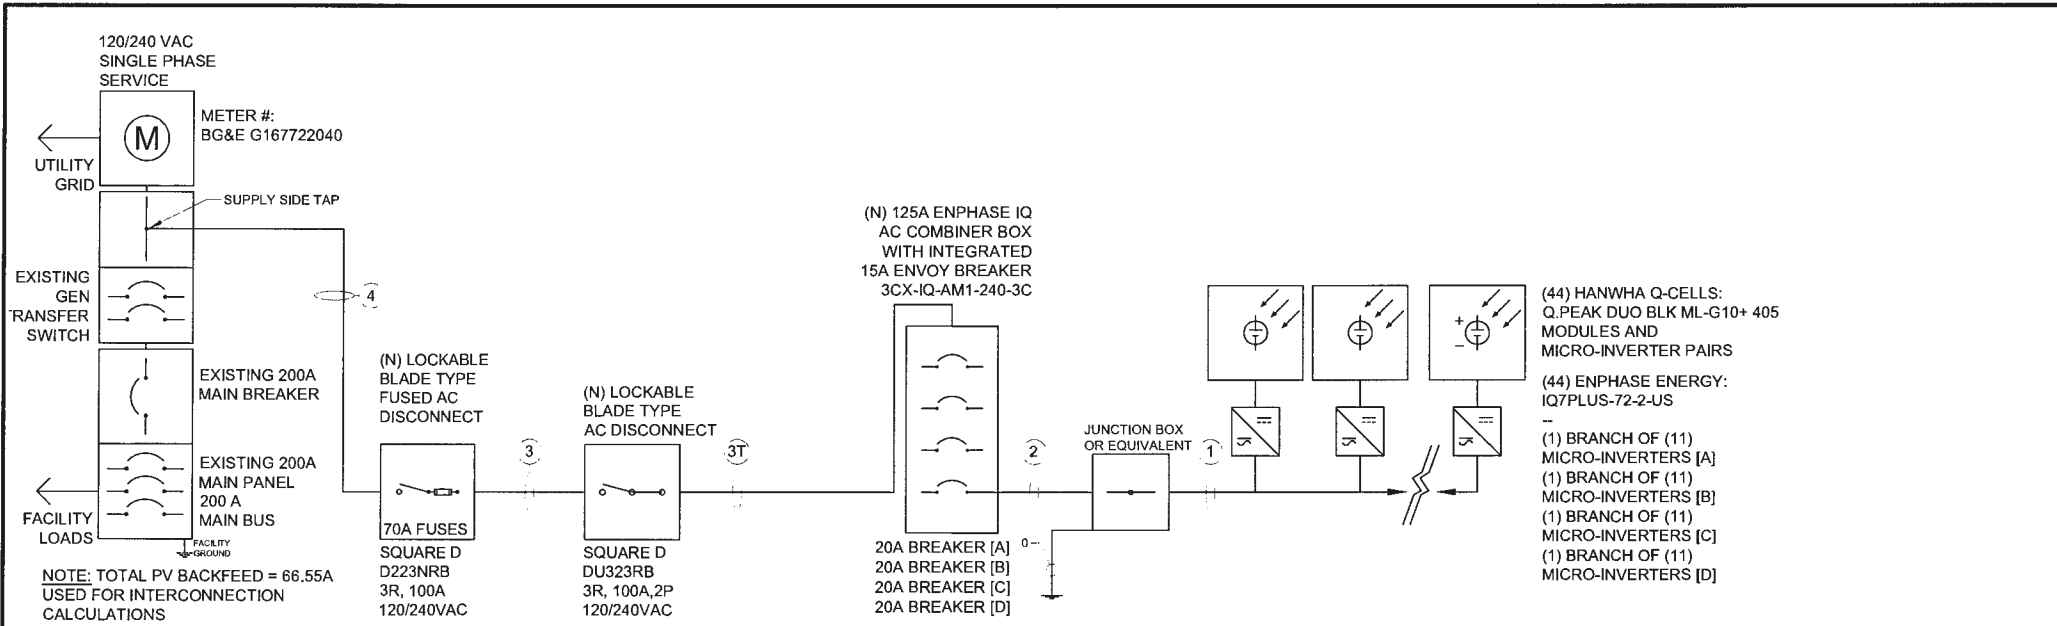 120/240 VAC
SINGLE PHASE
SERVICE
M
METER #:
BG&E G167722040
UTILITY
GRID
SUPPLY SIDE TAP
EXISTING
GEN
TRANSFER
SWITCH
4
EXISTING 200A
MAIN BREAKER
EXISTING 200A
MAIN PANEL
200 A
MAIN BUS
FACILITY
LOADS
FACILITY
GROUND
NOTE: TOTAL PV BACKFEED = 66.55A
USED FOR INTERCONNECTION
CALCULATIONS
(N) LOCKABLE
BLADE TYPE
FUSED AC
DISCONNECT
70A FUSES
SQUARE D
D223NRB
3R, 100A
120/240VAC
3
(N) LOCKABLE
BLADE TYPE
AC DISCONNECT
SQUARE D
DU323RB
3R, 100A,2P
120/240VAC
3T
(N) 125A ENPHASE IQ
AC COMBINER BOX
WITH INTEGRATED
15A ENVOY BREAKER
3CX-IQ-AM1-240-3C
20A BREAKER [A]
20A BREAKER [B]
20A BREAKER [C]
20A BREAKER [D]
2
JUNCTION BOX
OR EQUIVALENT
0
1
+
–
(44) HANWHA Q-CELLS:
Q.PEAK DUO BLK ML-G10+ 405
MODULES AND
MICRO-INVERTER PAIRS
(44) ENPHASE ENERGY:
IQ7PLUS-72-2-US
--
(1) BRANCH OF (11)
MICRO-INVERTERS [A]
(1) BRANCH OF (11)
MICRO-INVERTERS [B]
(1) BRANCH OF (11)
MICRO-INVERTERS [C]
(1) BRANCH OF (11)
MICRO-INVERTERS [D]